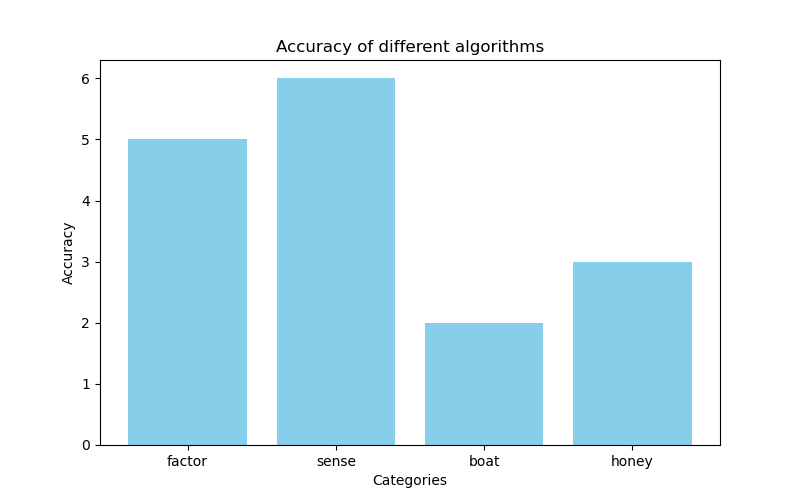 Accuracy of different algorithms
Accuracy
6
5
4
3
2
1
0
factor sense boat honey
Categories